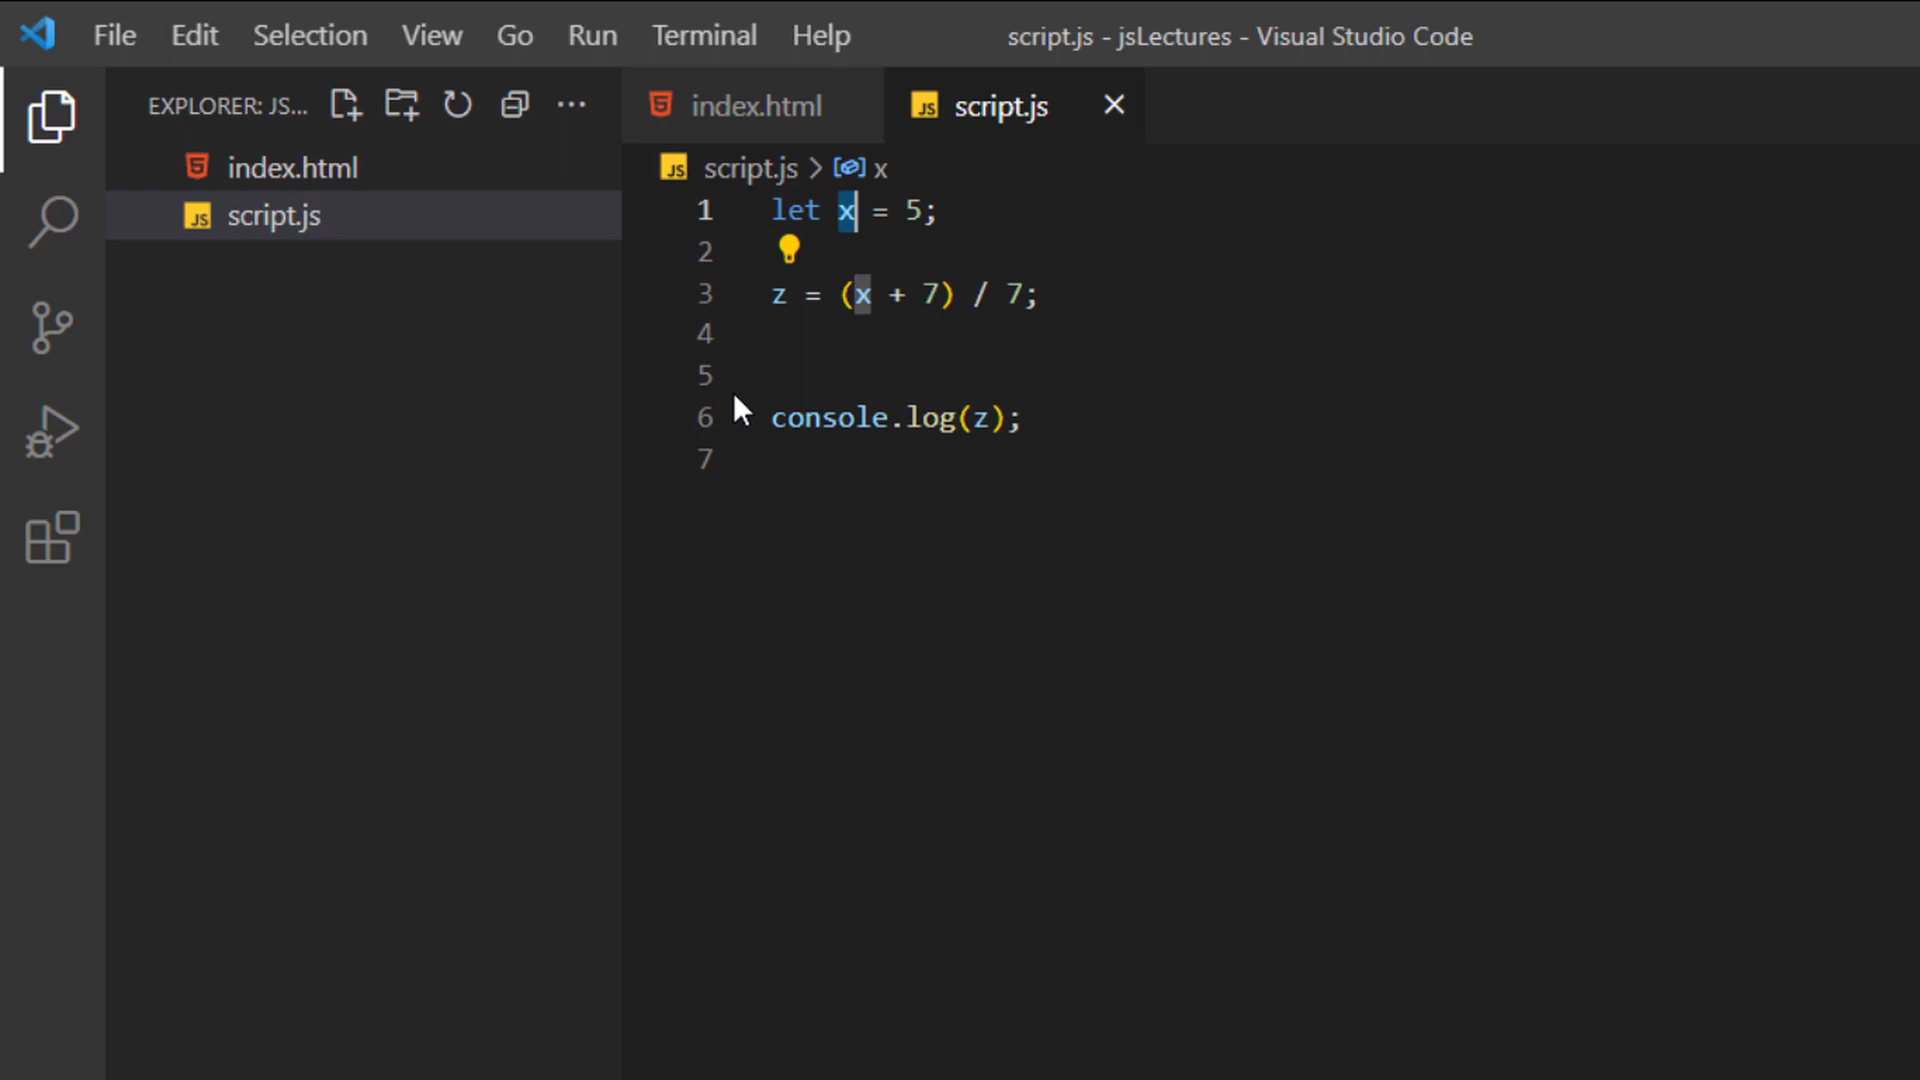 File Edit Selection View Go Run Terminal Help script.js - jsLectures - Visual Studio Code
EXPLORER: JS...
index.html
script.js
index.html script.js
script.js > x
1 let x = 5;
2
3 z = (x + 7) / 7;
4
5
6 console.log(z);
7